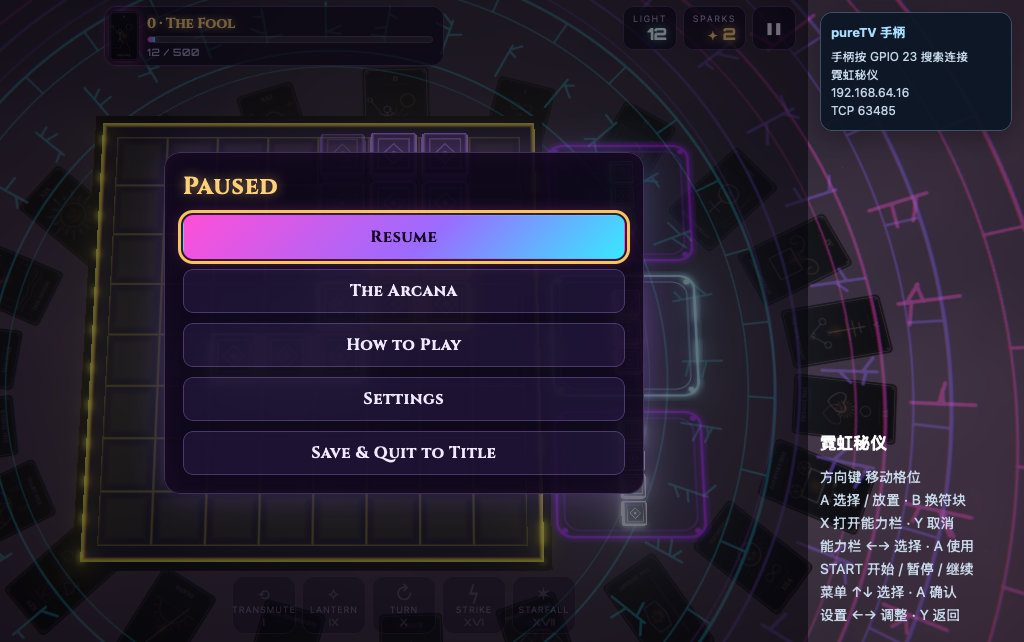 0 · The Fool
12 / 500
LIGHT
12
SPARKS
✦ 2
Paused
Resume
The Arcana
How to Play
Settings
Save & Quit to Title
TRANSMUTE
I
LANTERN
IX
TURN
X
STRIKE
XVI
STARFALL
XVII
pureTV 手柄
手柄按 GPIO 23 搜索连接
霓虹秘仪
192.168.64.16
TCP 63485
霓虹秘仪
方向键 移动格位
A 选择 / 放置 · B 换符块
X 打开能力栏 · Y 取消
能力栏 ←→ 选择 · A 使用
START 开始 / 暂停 / 继续
菜单 ↑↓ 选择 · A 确认
设置 ←→ 调整 · Y 返回